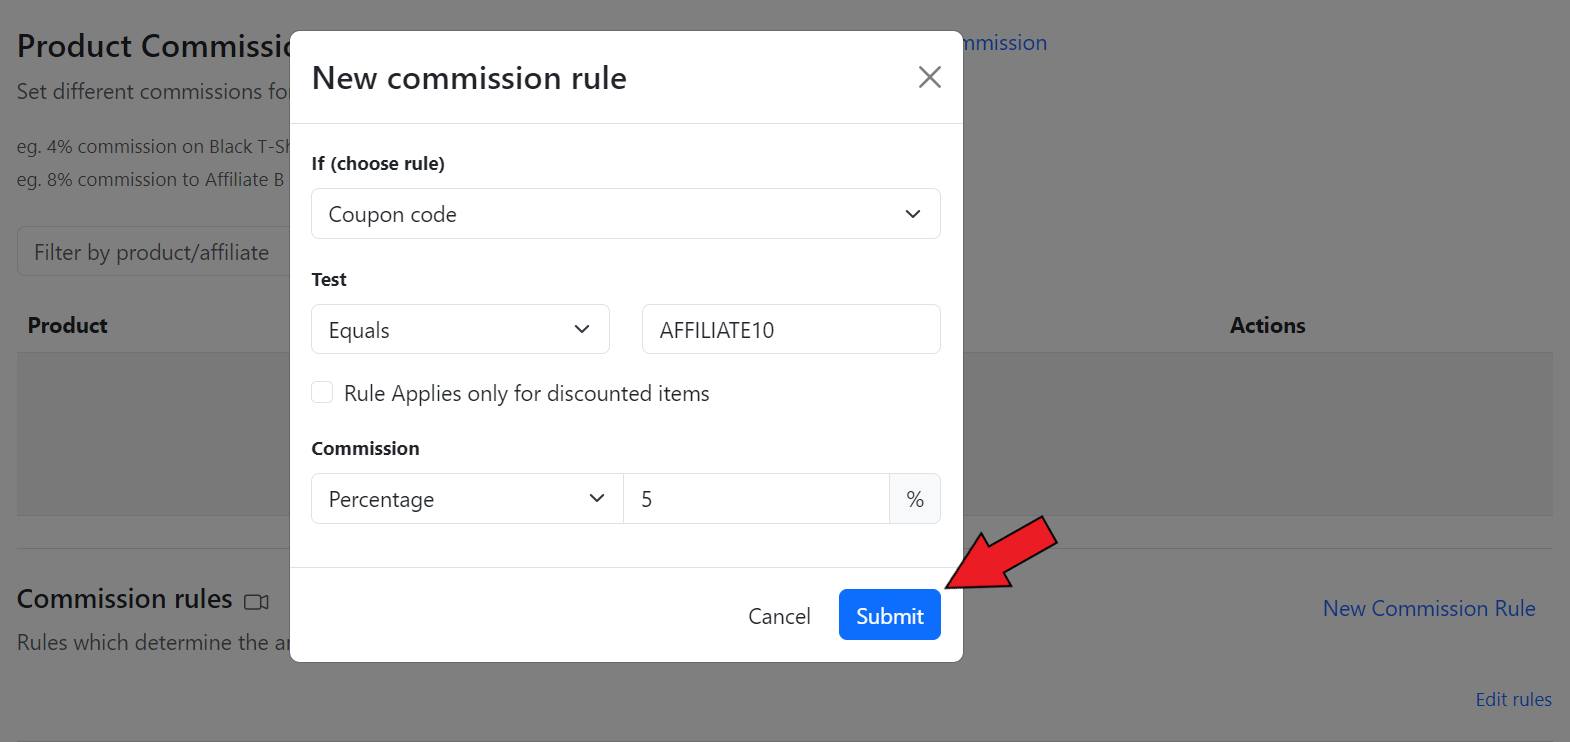 Product Commissio
mmission
Set different commissions fo
eg. 4% commission on Black T-Sh
eg. 8% commission to Affiliate B
Filter by product/affiliate
Product
Actions
New commission rule
If (choose rule)
Coupon code
Test
Equals
AFFILIATE10
Rule Applies only for discounted items
Commission
Percentage
5
%
Cancel
Submit
Commission rules
New Commission Rule
Rules which determine the a
Edit rules